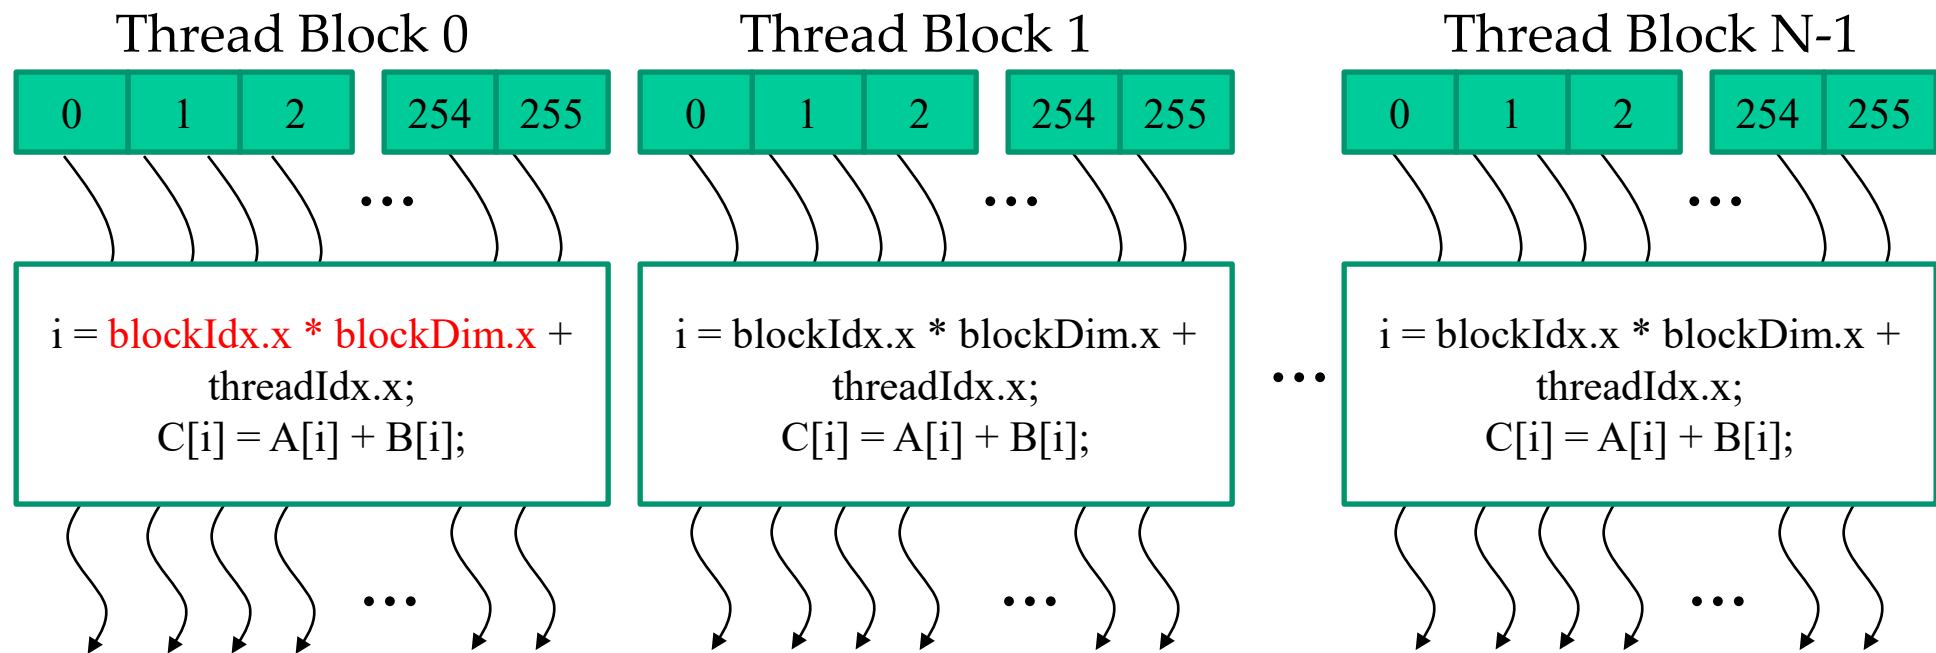 Thread Block 0
0 1 2 254 255
...
i = blockIdx.x * blockDim.x +
threadIdx.x;
C[i] = A[i] + B[i];
...
Thread Block 1
0 1 2 254 255
...
i = blockIdx.x * blockDim.x +
threadIdx.x;
C[i] = A[i] + B[i];
...
...
Thread Block N-1
0 1 2 254 255
...
i = blockIdx.x * blockDim.x +
threadIdx.x;
C[i] = A[i] + B[i];
...